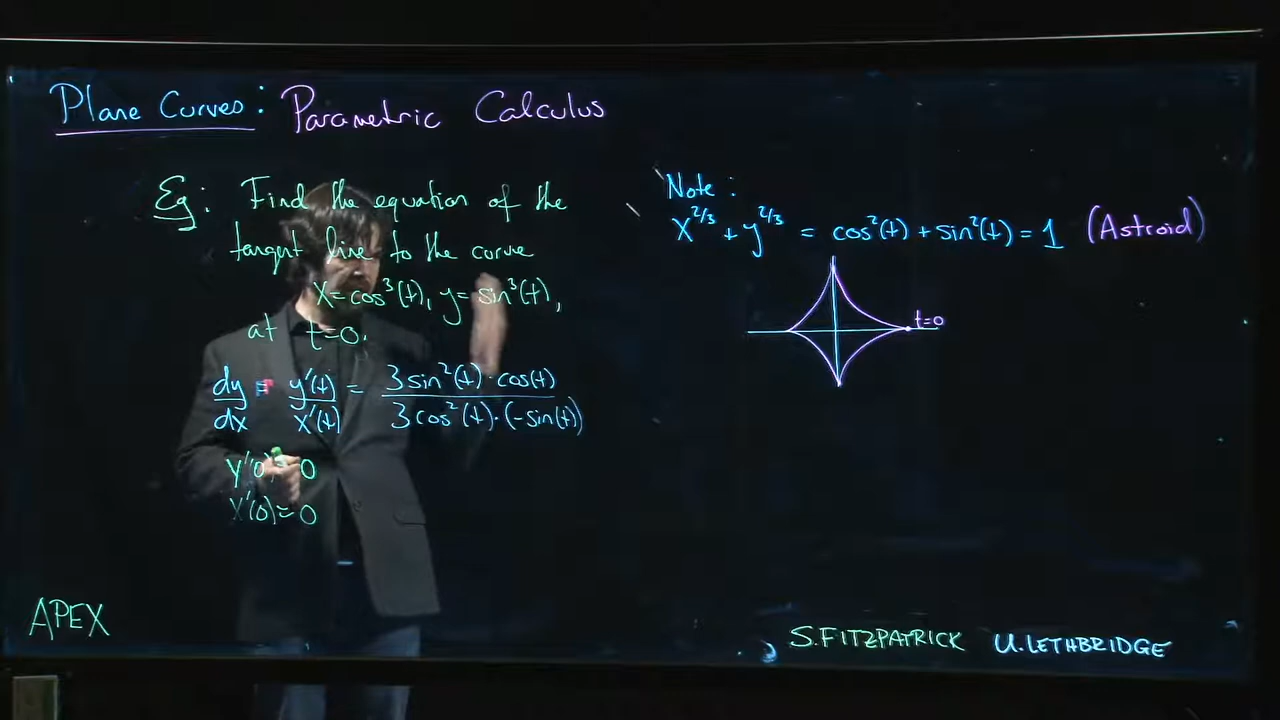 Plane Curves: Parametric Calculus
Eg: Find the equation of the
tangent line to the curve
x=cos³(t), y=sin³(t),
at t=0.
dy/dx = y'(t)/x'(t) = 3sin²(t)·cos(t)/3cos²(t)·(-sin(t))
y'(0)=0
x'(0)=0
Note:
x^{2/3} + y^{2/3} = cos²(t) + sin²(t) = 1 (Astroid)
t=0
APEX
S.FITZPATRICK U.LETHBRIDGE